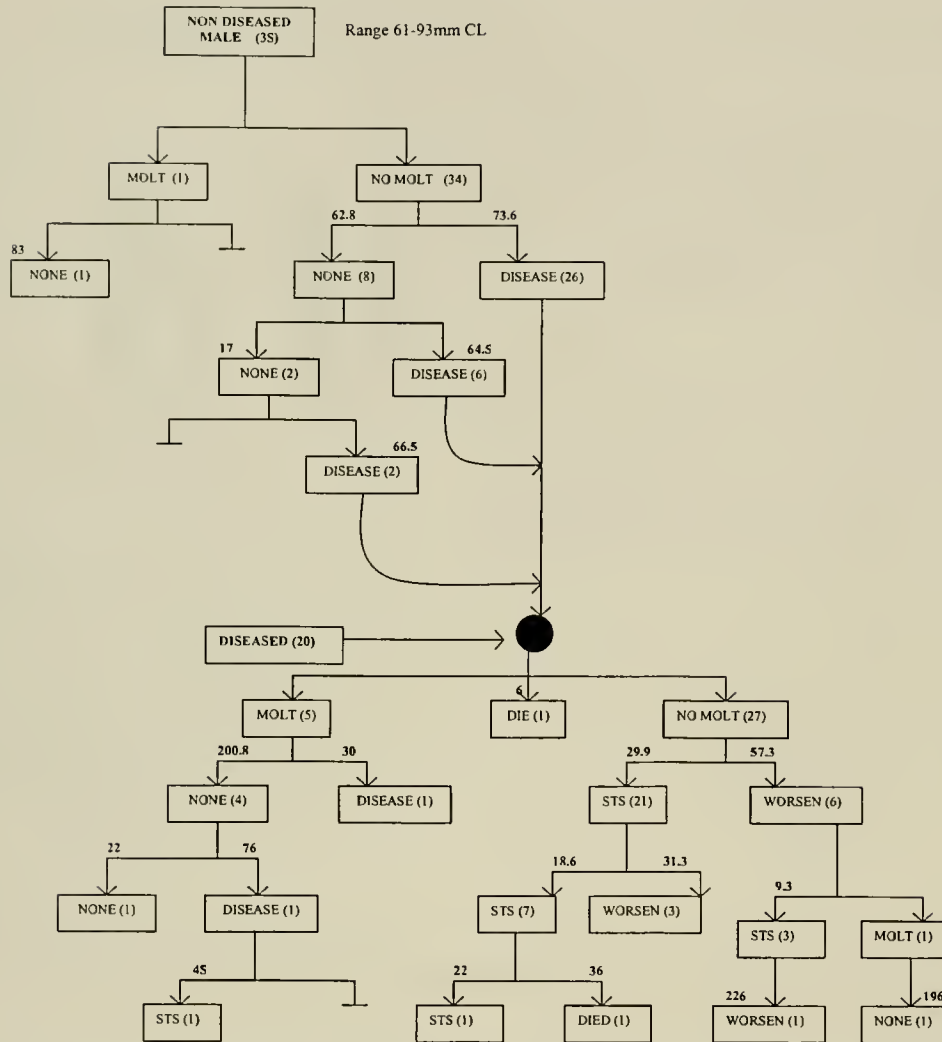 NON DISEASED
MALE (35)
Range 61-93mm CL
MOLT (1)
NO MOLT (34)
62.8
73.6
83
NONE (1)
NONE (8)
DISEASE (26)
17
64.5
NONE (2)
DISEASE (6)
66.5
DISEASE (2)
DISEASED (20)
6
MOLT (5)
DIE (1)
NO MOLT (27)
200.8
30
29.9
57.3
NONE (4)
DISEASE (1)
STS (21)
WORSEN (6)
22
76
18.6
31.3
9.3
NONE (1)
DISEASE (1)
STS (7)
WORSEN (3)
STS (3)
MOLT (1)
45
22
36
226
196
STS (1)
STS (1)
DIED (1)
WORSEN (1)
NONE (1)